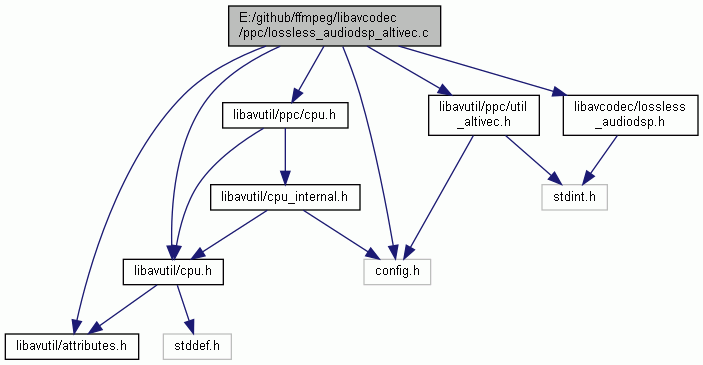 E:/github/ffmpeg/libavcodec
/ppc/lossless_audiodsp_altivec.c
libavutil/ppc/cpu.h
libavutil/ppc/util
_altivec.h
libavcodec/lossless
_audiodsp.h
libavutil/cpu_internal.h
stdint.h
libavutil/cpu.h
config.h
libavutil/attributes.h
stddef.h